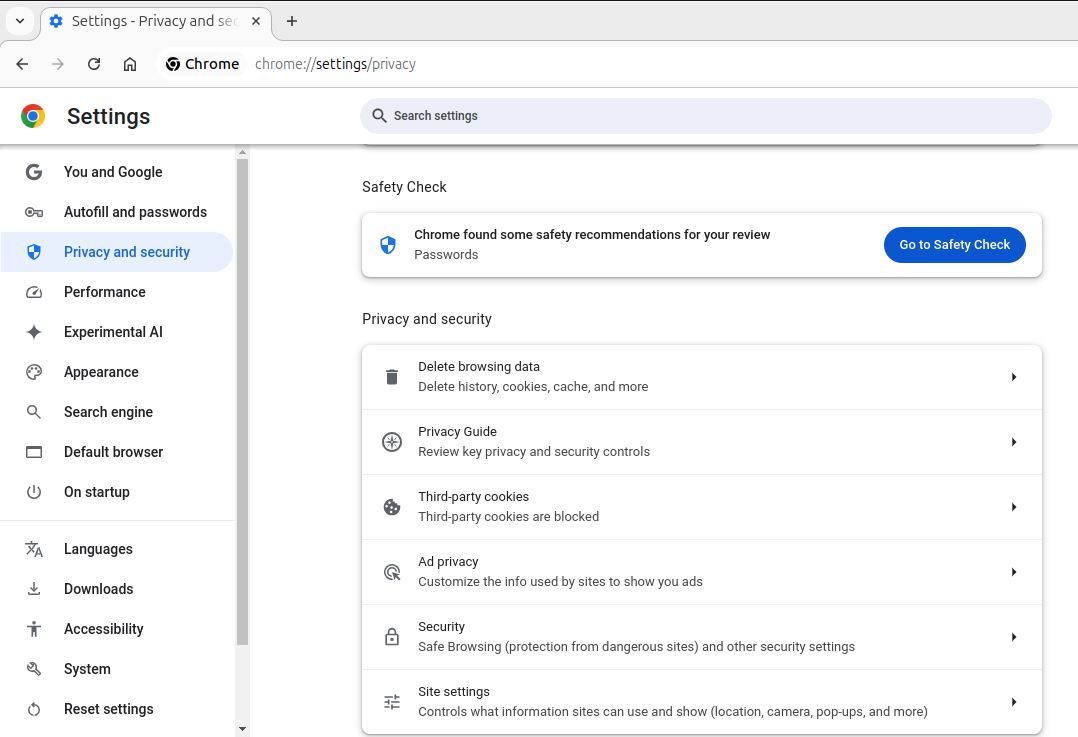 Settings - Privacy and sec
Chrome
chrome://settings/privacy
Settings
Search settings
You and Google
Autofill and passwords
Privacy and security
Performance
Experimental AI
Appearance
Search engine
Default browser
On startup
Languages
Downloads
Accessibility
System
Reset settings
Safety Check
Chrome found some safety recommendations for your review
Passwords
Go to Safety Check
Privacy and security
Delete browsing data
Delete history, cookies, cache, and more
Privacy Guide
Review key privacy and security controls
Third-party cookies
Third-party cookies are blocked
Ad privacy
Customize the info used by sites to show you ads
Security
Safe Browsing (protection from dangerous sites) and other security settings
Site settings
Controls what information sites can use and show (location, camera, pop-ups, and more)